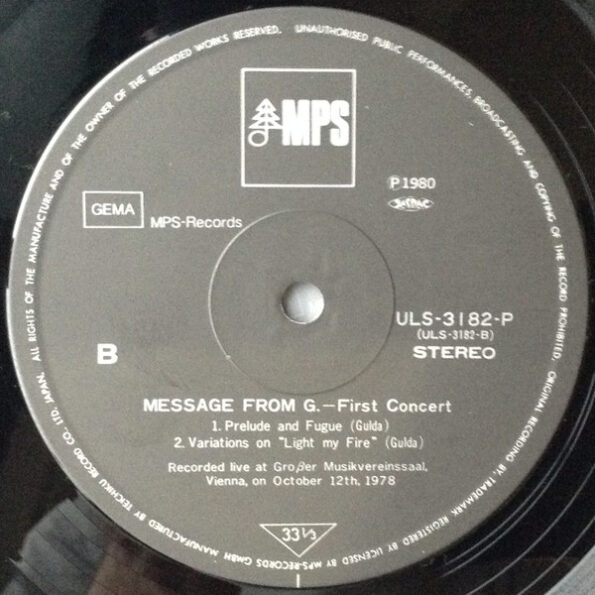 ALL RIGHTS OF THE MANUFACTURE AND OF THE OWNER OF THE RECORDED WORKS RESERVED. UNAUTHORISED PUBLIC PERFORMANCES, BROADCASTING AND COPYING OF THE RECORD PROHIBITED. ORIGINAL RECORDING BY, TRADEMARK REGISTERED BY, LICENSED BY MPS-RECORDS GMBH MANUFACTURED BY TEICHIKU RECORD CO. LTD. JAPAN.
MPS
P 1980
GEMA
MPS-Records
ULS-3182-P
(ULS-3182-B)
B
STEREO
MESSAGE FROM G.—First Concert
1. Prelude and Fugue (Gulda)
2. Variations on "Light my Fire" (Gulda)
Recorded live at Großer Musikvereinssaal,
Vienna, on October 12th, 1978
33 1/3